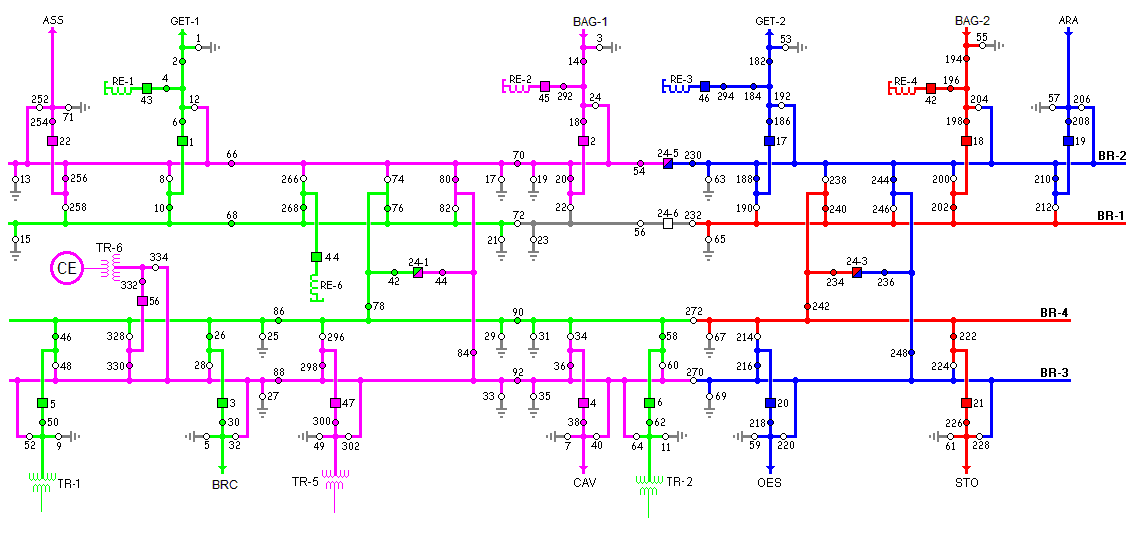 ASS GET-1 BAG-1 GET-2 BAG-2 ARA
1 3 53 55
2 14 182 194
RE-1 4 RE-2 RE-3 RE-4 196
43 45 292 46 294 184 42
252 71 12 24 192 204 57 206
254 6 18 186 198 208
22 1 2 17 18 19
66 70 24-5 230 BR-2
54
13 256 8 266 74 80 17 19 20 63 188 238 244 200 210
258 10 268 76 82 22 190 240 246 202 212
68 72 24-6 232 BR-1
56
15 21 23 65
TR-6 334 44 24-1 24-3
CE 332 42 44 234 236
56 RE-6
78 242
86 90 272 BR-4
46 328 26 25 296 29 31 34 58 67 214 222
84 248
48 330 28 298 36 60 216 224
88 92 270 BR-3
27 33 35 69
5 3 47 4 6 20 21
50 30 300 38 62 218 226
52 9 5 32 49 302 7 40 64 11 59 220 61 228
TR-1 BRC TR-5 CAV TR-2 OES STO